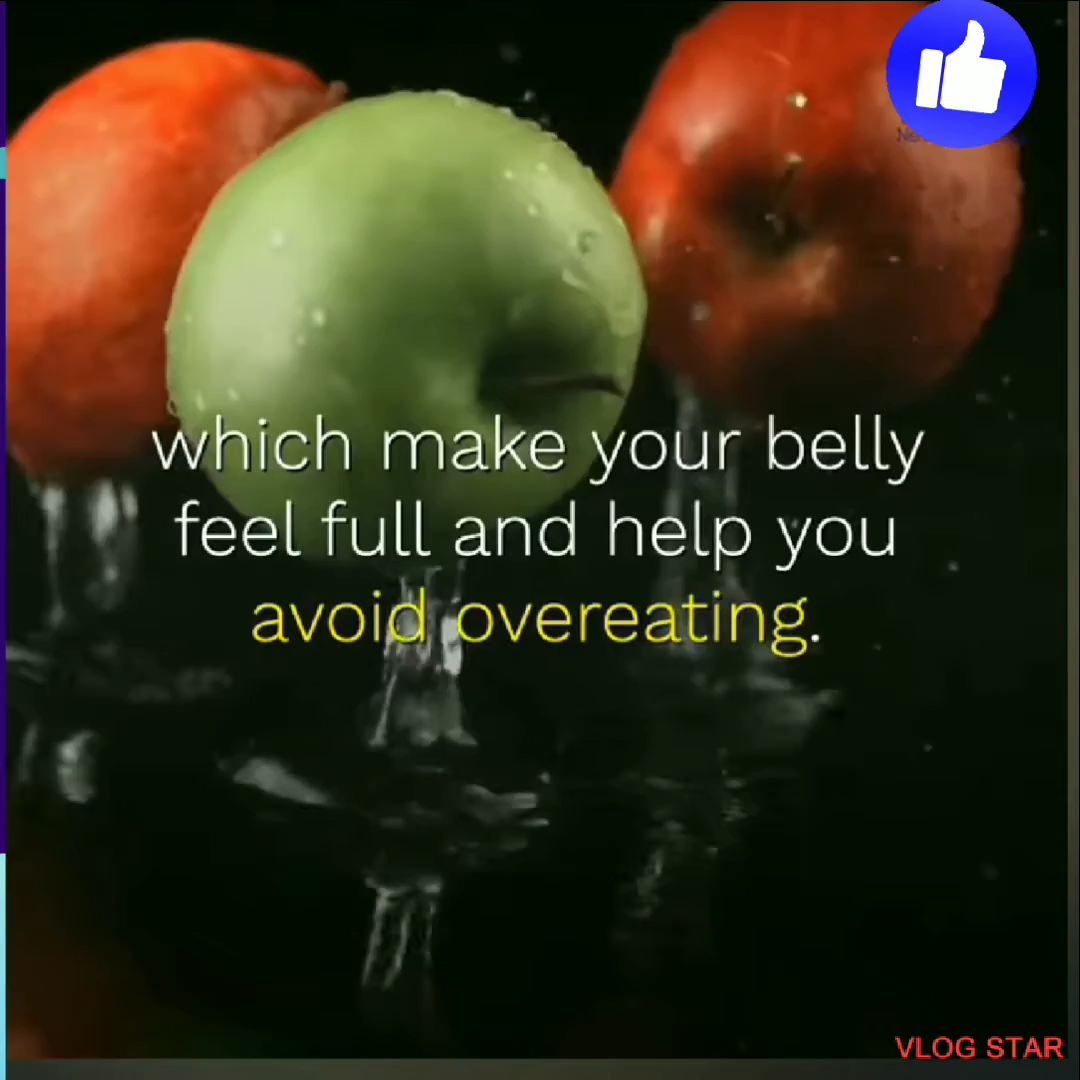 which make your belly
feel full and help you
avoid overeating.
VLOG STAR